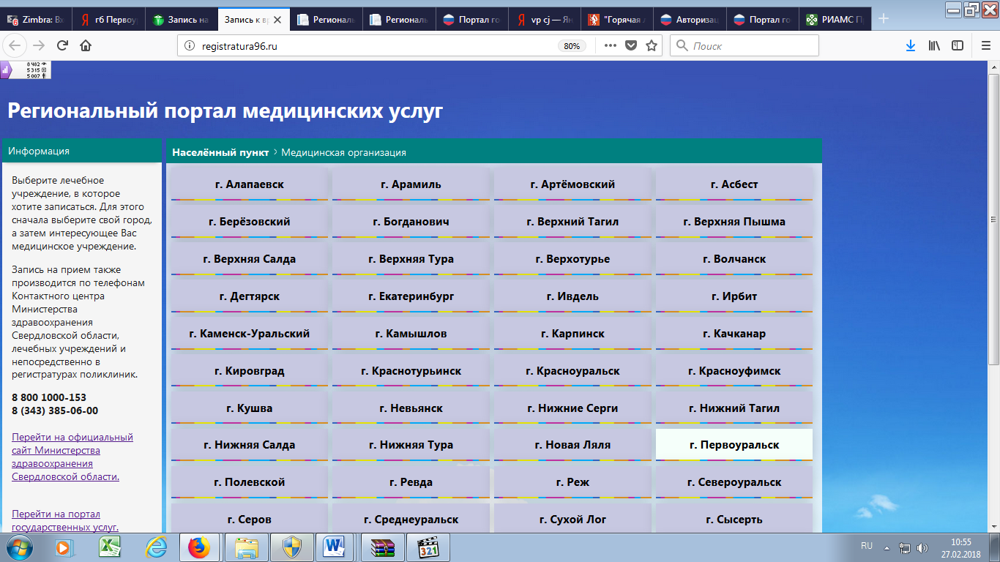 Zimbra: Вх
гб Первоу
Запись на
Запись к вр
Региональ
Региональ
Портал го
vp cj — Ян
"Горячая л
Авторизац
Портал го
РИАМС П
registratura96.ru
80%
Поиск
8 482
5 315
5 007
Региональный портал медицинских услуг
Информация
Выберите лечебное
учреждение, в которое
хотите записаться. Для этого
сначала выберите свой город,
а затем интересующее Вас
медицинское учреждение.
Запись на прием также
производится по телефонам
Контактного центра
Министерства
здравоохранения
Свердловской области,
лечебных учреждений и
непосредственно в
регистратурах поликлиник.
8 800 1000-153
8 (343) 385-06-00
Перейти на официальный
сайт Министерства
здравоохранения
Свердловской области.
Перейти на портал
государственных услуг.
Населённый пункт › Медицинская организация
г. Алапаевск
г. Арамиль
г. Артёмовский
г. Асбест
г. Берёзовский
г. Богданович
г. Верхний Тагил
г. Верхняя Пышма
г. Верхняя Салда
г. Верхняя Тура
г. Верхотурье
г. Волчанск
г. Дегтярск
г. Екатеринбург
г. Ивдель
г. Ирбит
г. Каменск-Уральский
г. Камышлов
г. Карпинск
г. Качканар
г. Кировград
г. Краснотурьинск
г. Красноуральск
г. Красноуфимск
г. Кушва
г. Невьянск
г. Нижние Серги
г. Нижний Тагил
г. Нижняя Салда
г. Нижняя Тура
г. Новая Ляля
г. Первоуральск
г. Полевской
г. Ревда
г. Реж
г. Североуральск
г. Серов
г. Среднеуральск
г. Сухой Лог
г. Сысерть
321
RU
10:55
27.02.2018